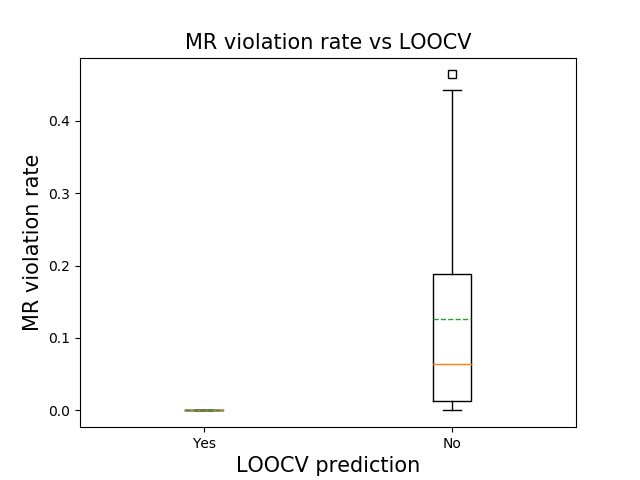 MR violation rate vs LOOCV
MR violation rate
0.4
0.3
0.2
0.1
0.0
Yes
No
LOOCV prediction